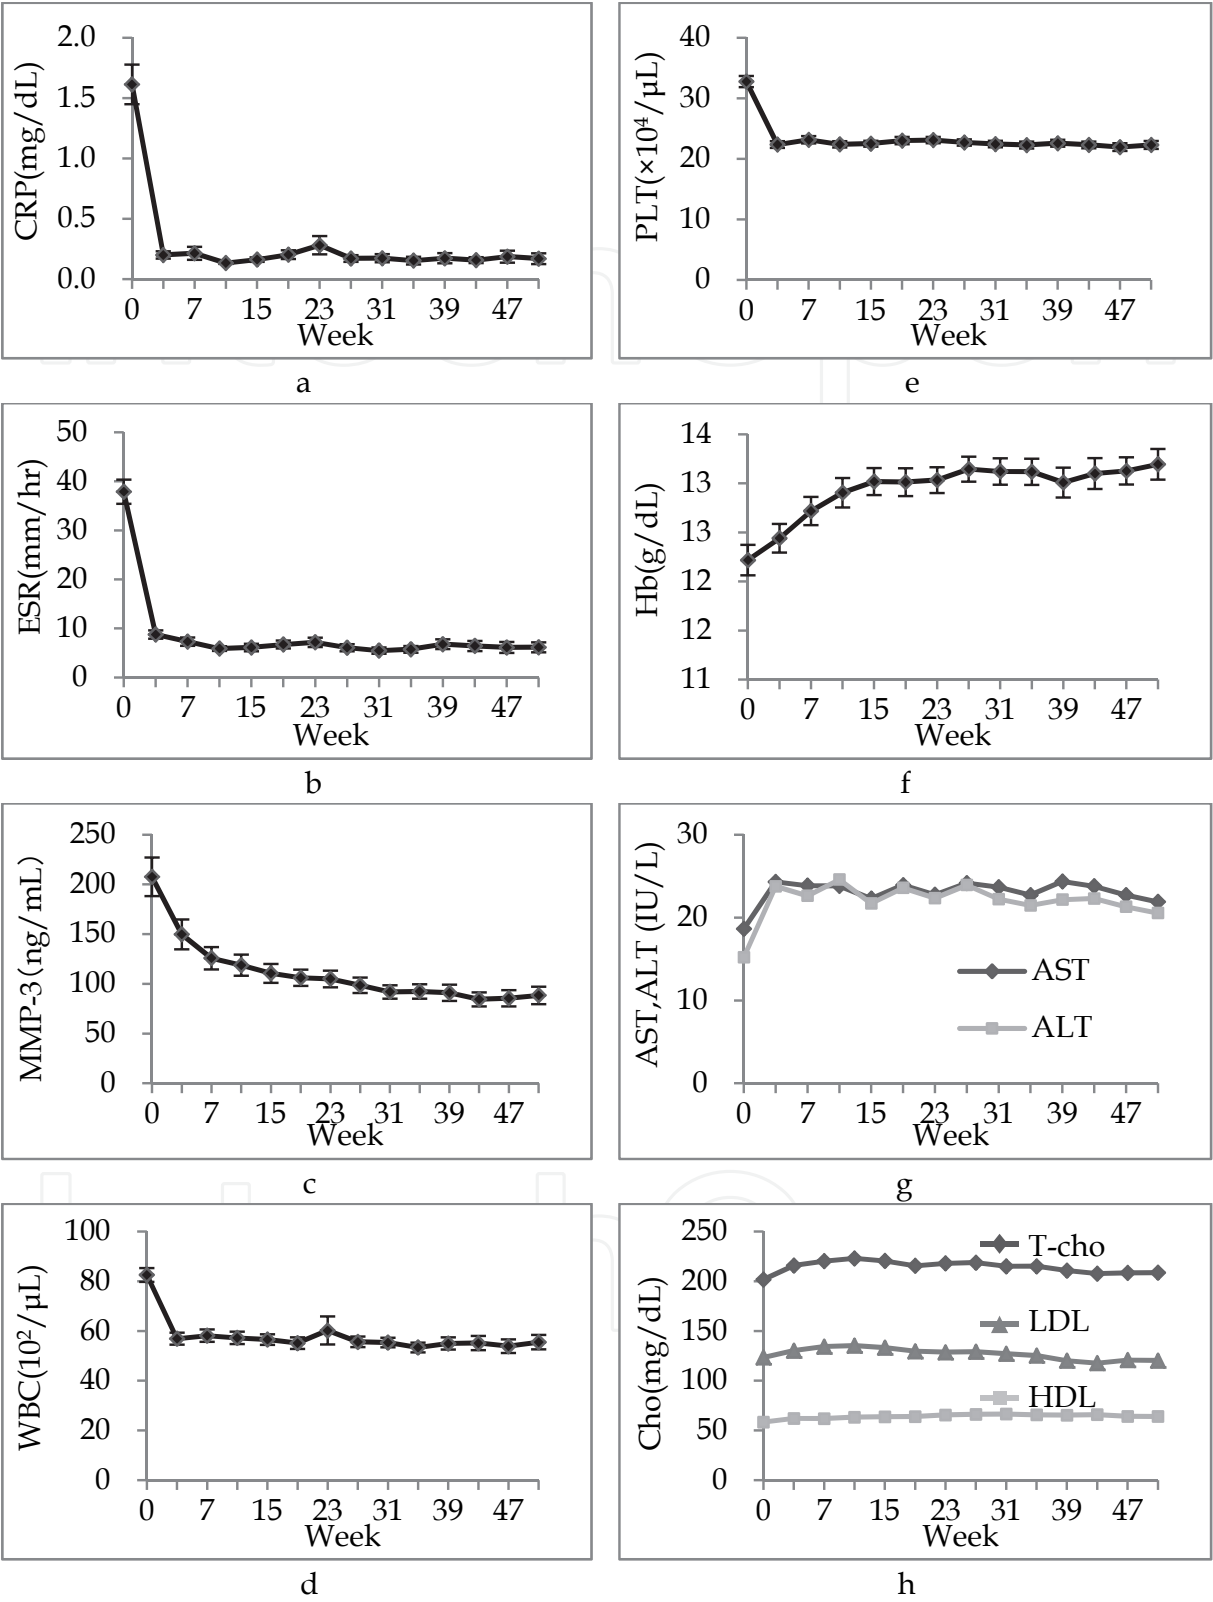 CRP(mg/dL)
2.0
1.5
1.0
0.5
0.0
0 7 15 23 31 39 47
Week
a
PLT(×10⁴/µL)
40
30
20
10
0
0 7 15 23 31 39 47
Week
e
ESR(mm/hr)
50
40
30
20
10
0
0 7 15 23 31 39 47
Week
b
Hb(g/dL)
14
13
13
12
12
11
0 7 15 23 31 39 47
Week
f
MMP-3(ng/mL)
250
200
150
100
50
0
0 7 15 23 31 39 47
Week
c
AST,ALT (IU/L)
30
20
10
0
AST
ALT
0 7 15 23 31 39 47
Week
g
WBC(10²/µL)
100
80
60
40
20
0
0 7 15 23 31 39 47
Week
d
Cho(mg/dL)
250
200
150
100
50
0
T-cho
LDL
HDL
0 7 15 23 31 39 47
Week
h